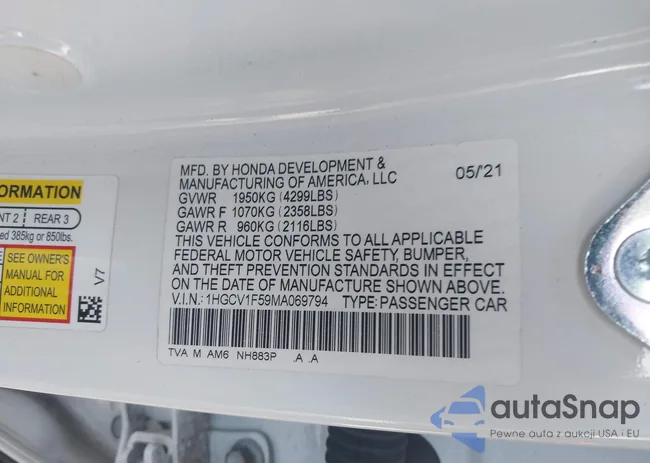 MFD. BY HONDA DEVELOPMENT & 05/'21
MANUFACTURING OF AMERICA, LLC
GVWR 1950KG (4299LBS)
GAWR F 1070KG (2358LBS)
GAWR R 960KG (2116LBS)
THIS VEHICLE CONFORMS TO ALL APPLICABLE
FEDERAL MOTOR VEHICLE SAFETY, BUMPER,
AND THEFT PREVENTION STANDARDS IN EFFECT ON
THE DATE OF MANUFACTURE SHOWN ABOVE.
V.I.N.: 1HGCV1F59MA069794 TYPE: PASSENGER CAR
TVA M AM6 NH883P .A .A
ORMATION
NT 2 REAR 3
ed 385kg or 850lbs.
SEE OWNER'S
MANUAL FOR
ADDITIONAL
INFORMATION
V7
autoSnap
Pewne auta z aukcji USA i EU